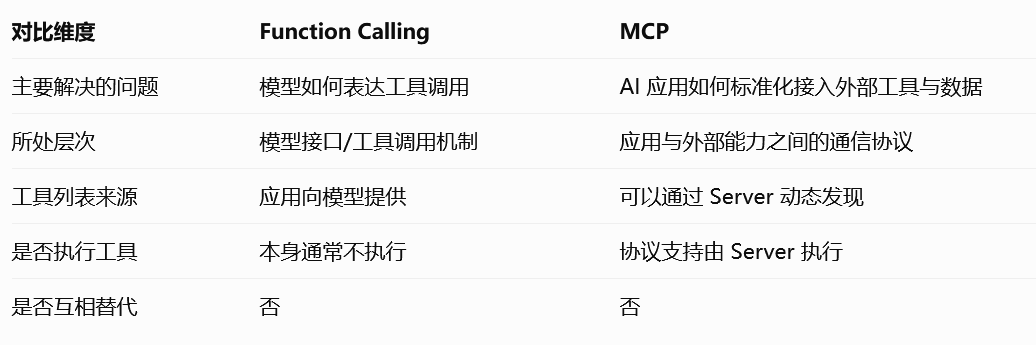 对比维度 Function Calling MCP
主要解决的问题 模型如何表达工具调用 AI 应用如何标准化接入外部工具与数据
所处层次 模型接口/工具调用机制 应用与外部能力之间的通信协议
工具列表来源 应用向模型提供 可以通过 Server 动态发现
是否执行工具 本身通常不执行 协议支持由 Server 执行
是否互相替代 否 否